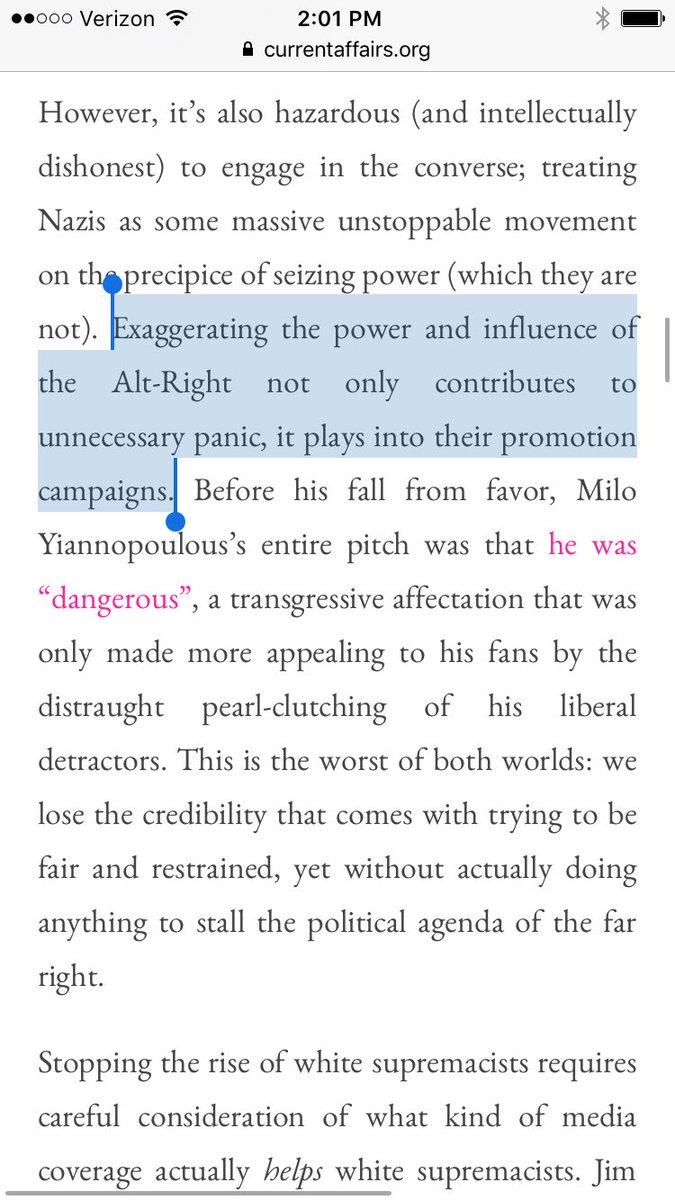 Verizon 2:01 PM
currentaffairs.org
However, it’s also hazardous (and intellectually
dishonest) to engage in the converse; treating
Nazis as some massive unstoppable movement
on the precipice of seizing power (which they are
not). Exaggerating the power and influence of
the Alt-Right not only contributes to
unnecessary panic, it plays into their promotion
campaigns. Before his fall from favor, Milo
Yiannopoulous’s entire pitch was that he was
“dangerous”, a transgressive affectation that was
only made more appealing to his fans by the
distraught pearl-clutching of his liberal
detractors. This is the worst of both worlds: we
lose the credibility that comes with trying to be
fair and restrained, yet without actually doing
anything to stall the political agenda of the far
right.
Stopping the rise of white supremacists requires
careful consideration of what kind of media
coverage actually helps white supremacists. Jim